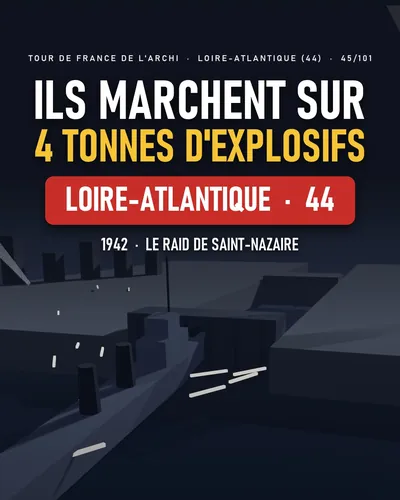 TOUR DE FRANCE DE L'ARCHI · LOIRE-ATLANTIQUE (44) · 45/101
ILS MARCHENT SUR
4 TONNES D'EXPLOSIFS
LOIRE-ATLANTIQUE · 44
1942 · LE RAID DE SAINT-NAZAIRE